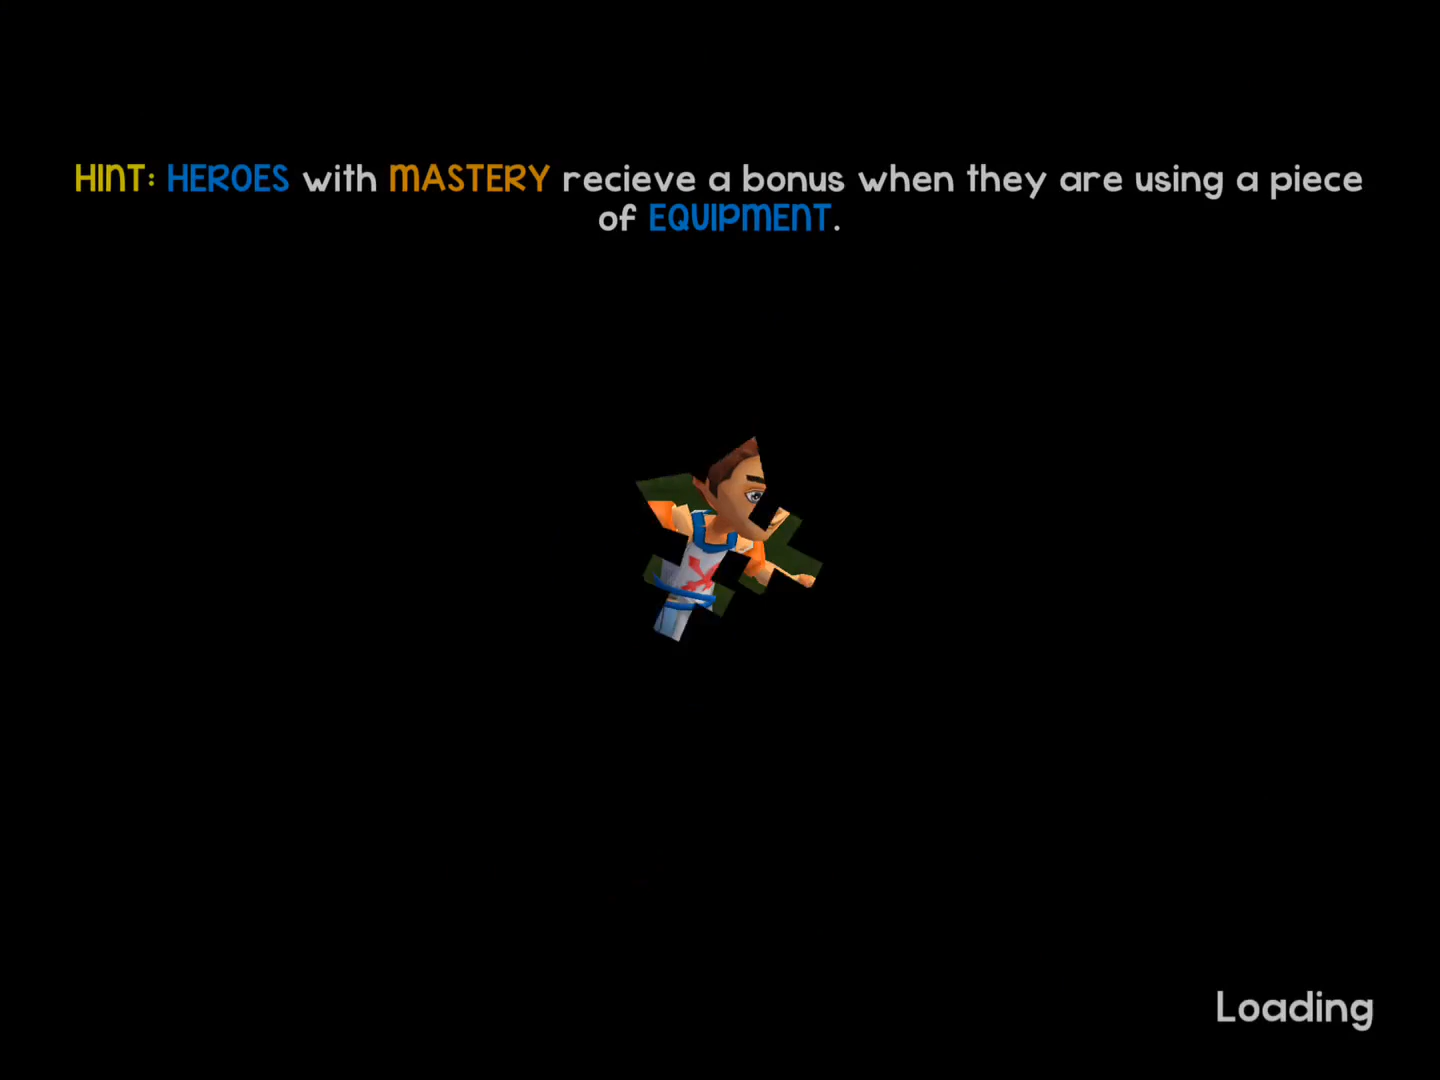 HINT: HEROES with MASTERY recieve a bonus when they are using a piece
of EQUIPMENT.
Loading